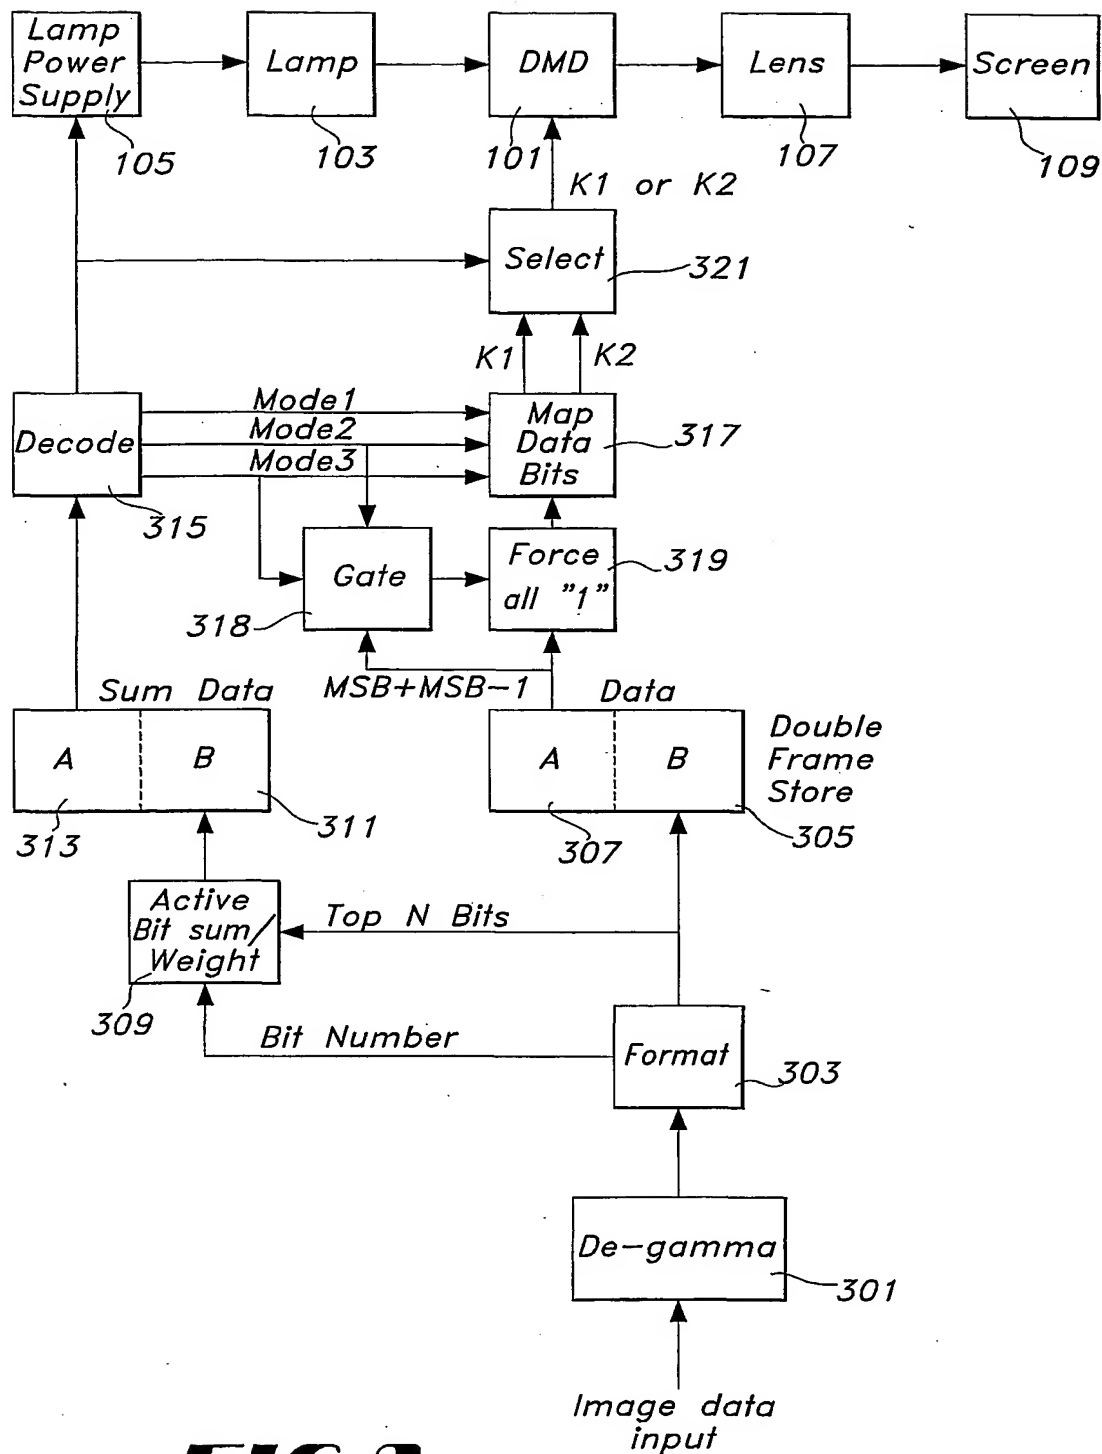 Lamp
Power
Supply
Lamp
DMD
Lens
Screen
105
103
101
107
109
K1 or K2
Select
321
K1
K2
Mode1
Mode2
Mode3
Decode
Map
Data
Bits
317
315
Gate
Force
all "1"
319
318
MSB+MSB-1
Sum Data
Data
A
B
A
B
Double
Frame
Store
313
311
307
305
Active
Bit sum/
Weight
Top N Bits
309
Bit Number
Format
303
De-gamma
301
Image data
input